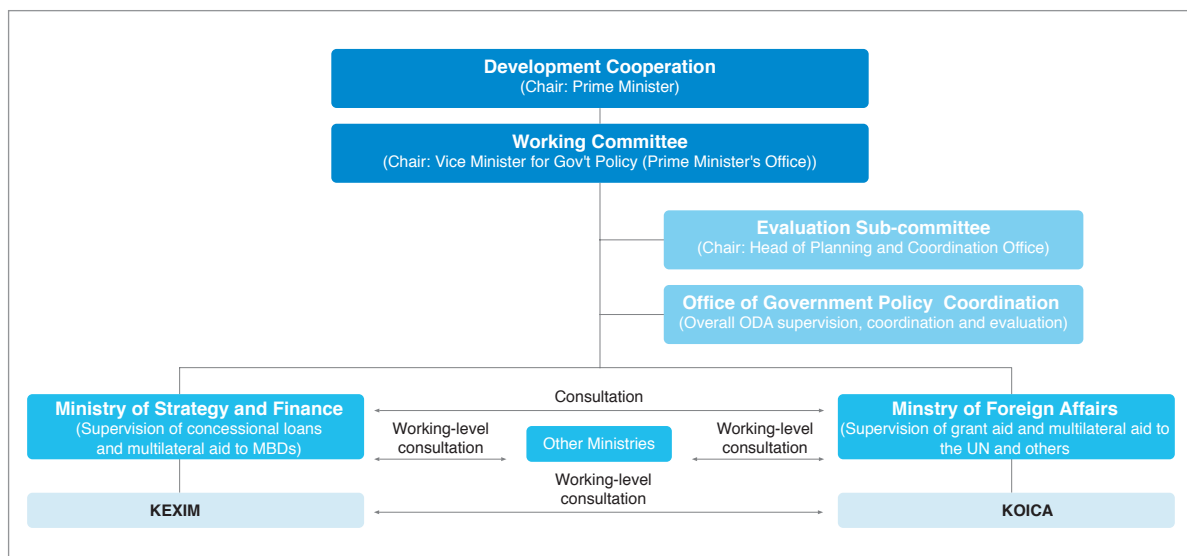 Development Cooperation
(Chair: Prime Minister)
Working Committee
(Chair: Vice Minister for Gov't Policy (Prime Minister's Office))
Evaluation Sub-committee
(Chair: Head of Planning and Coordination Office)
Office of Government Policy Coordination
(Overall ODA supervision, coordination and evaluation)
Ministry of Strategy and Finance
(Supervision of concessional loans
and multilateral aid to MBDs)
Consultation
Working-level
consultation
Other Ministries
Working-level
consultation
Minstry of Foreign Affairs
(Supervision of grant aid and multilateral aid to
the UN and others
Working-level
consultation
KEXIM
KOICA